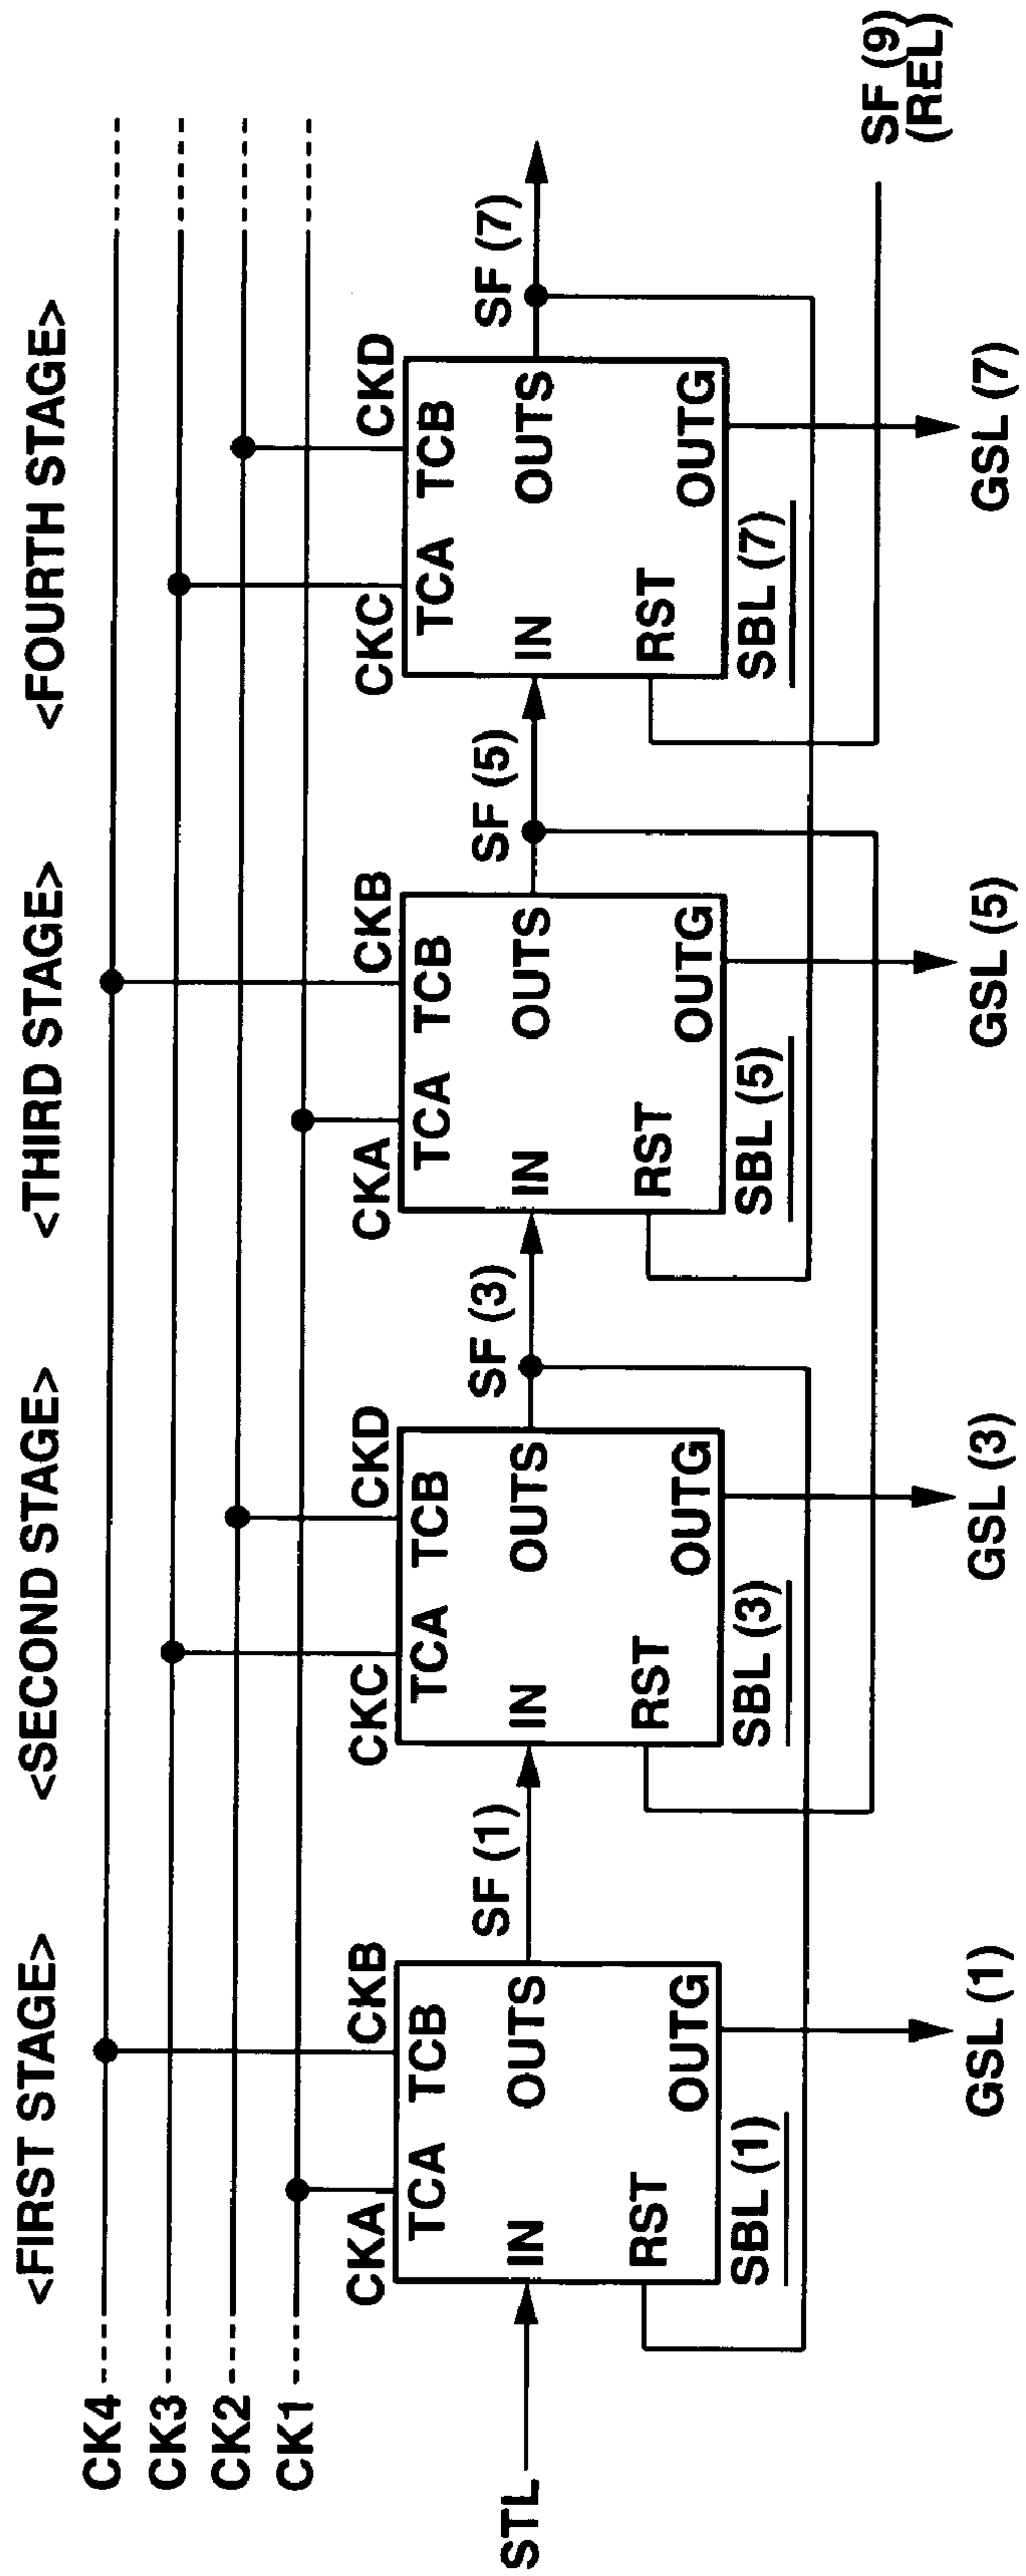 <FIRST STAGE>
<SECOND STAGE>
<THIRD STAGE>
<FOURTH STAGE>
CK4
CK3
CK2
CK1
CKA
CKB
CKC
CKD
CKA
CKB
CKC
CKD
TCA TCB
TCA TCB
TCA TCB
TCA TCB
STL
IN
OUTS
SF (1)
IN
OUTS
SF (3)
IN
OUTS
SF (5)
IN
OUTS
SF (7)
RST
OUTG
RST
OUTG
RST
OUTG
RST
OUTG
SBL (1)
SBL (3)
SBL (5)
SBL (7)
SF (9)
(REL)
GSL (1)
GSL (3)
GSL (5)
GSL (7)